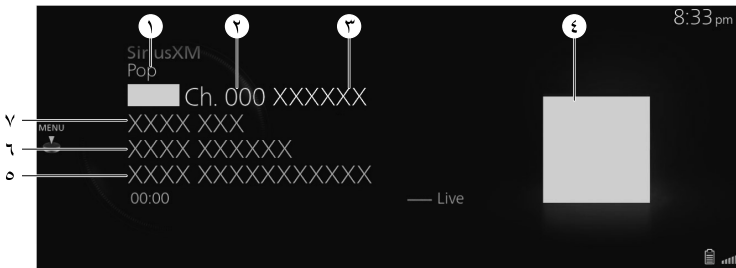 ١ ٢ ٣ ٤
8:33 pm
SiriusXM
Pop
Ch. 000 XXXXXX
٧ XXXX XXX
MENU
٦ XXXX XXXXXX
٥ XXXX XXXXXXXXXXX
00:00 Live